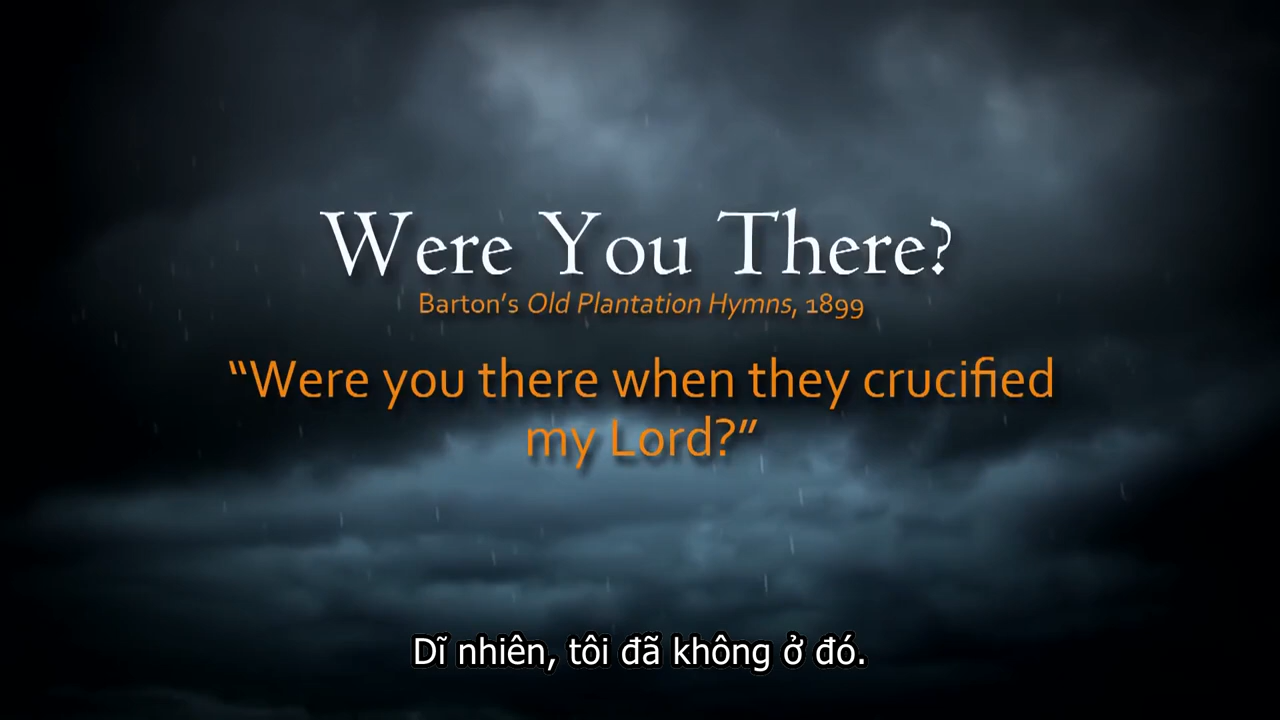 Were You There?
Barton's Old Plantation Hymns, 1899
“Were you there when they crucified
my Lord?”
Dĩ nhiên, tôi đã không ở đó.